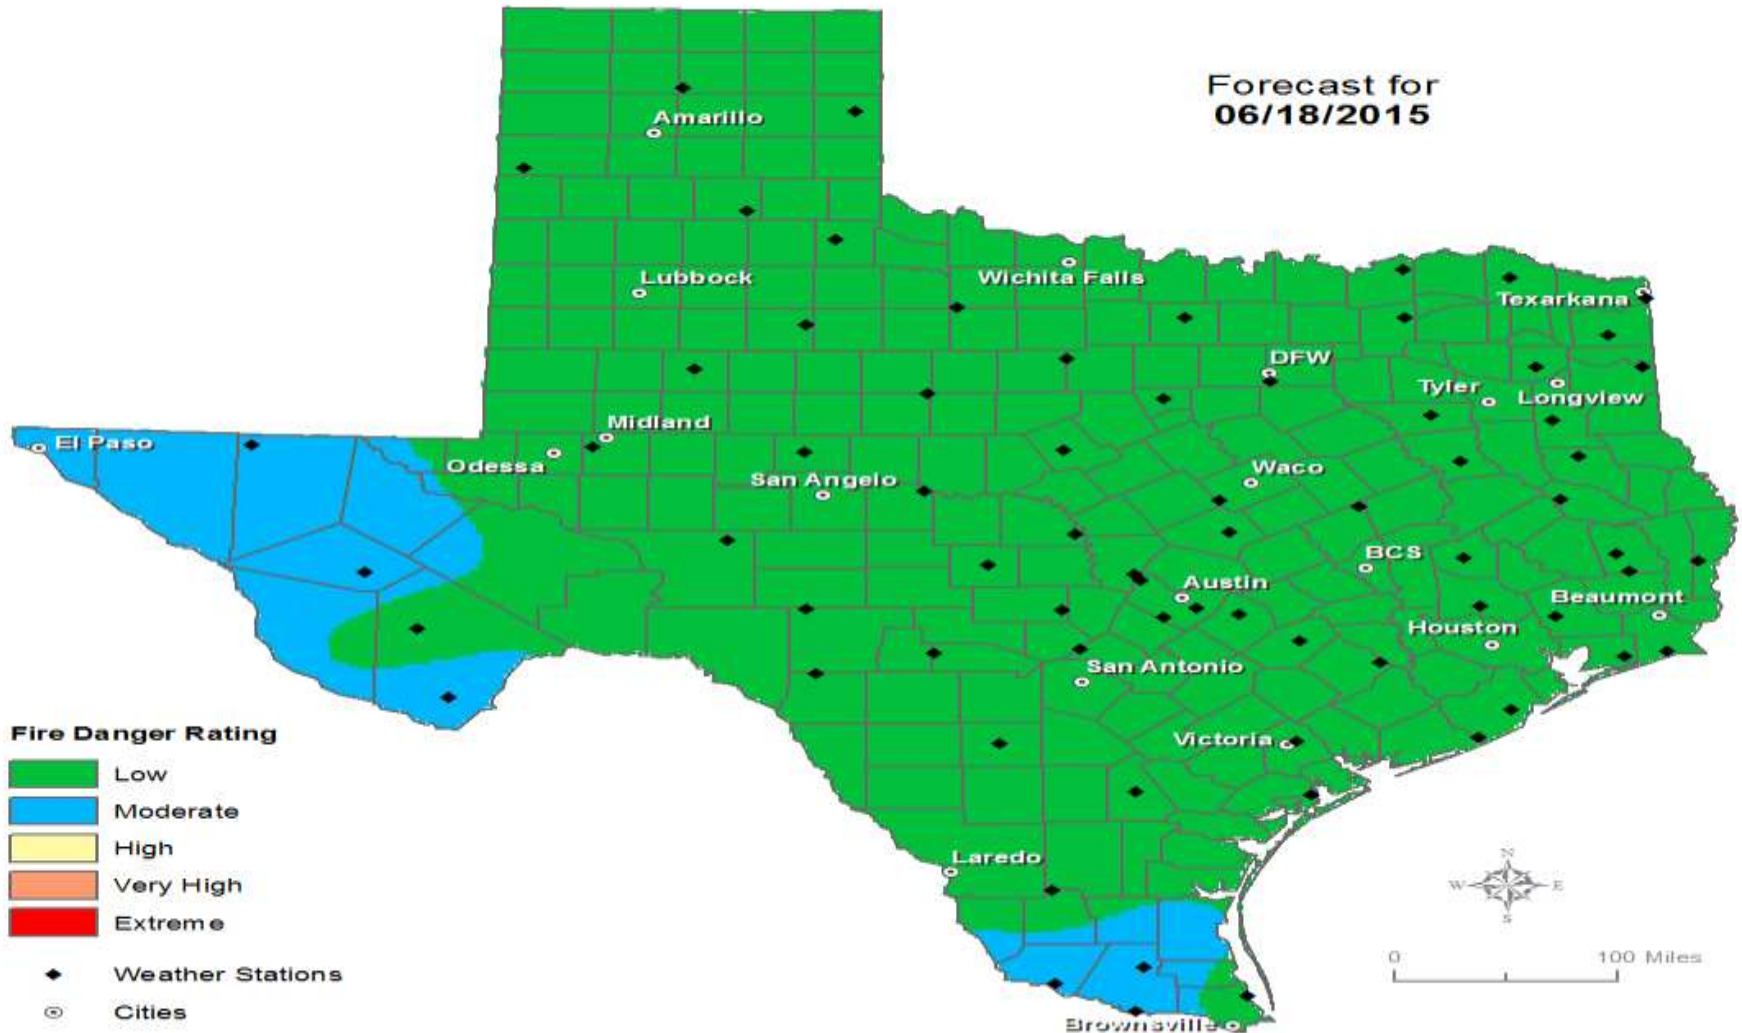 Forecast for
06/18/2015
Amarillo
Lubbock
Wichita Falls
Texarkana
DFW
Tyler
Longview
Midland
El Paso
Odessa
San Angelo
Waco
BCS
Austin
Beaumont
Houston
San Antonio
Victoria
Laredo
Brownsville
Fire Danger Rating
Low
Moderate
High
Very High
Extreme
Weather Stations
Cities
N
W E
S
0 100 Miles